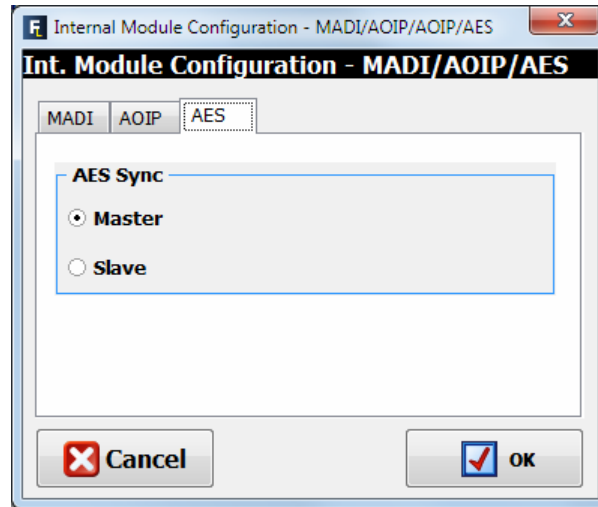 Internal Module Configuration - MADI/AOIP/AOIP/AES
Int. Module Configuration - MADI/AOIP/AES
MADI AOIP AES
AES Sync
Master
Slave
Cancel OK